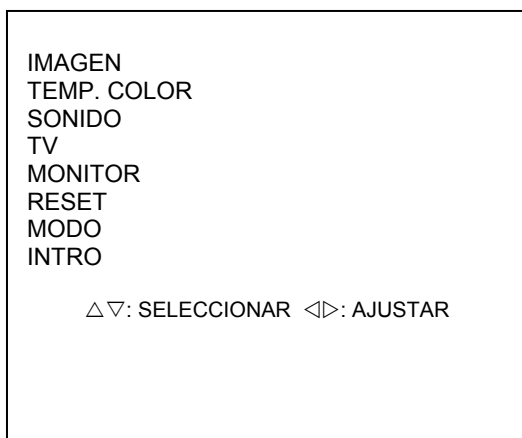 IMAGEN
TEMP. COLOR
SONIDO
TV
MONITOR
RESET
MODO
INTRO
△▽: SELECCIONAR ◁▷: AJUSTAR